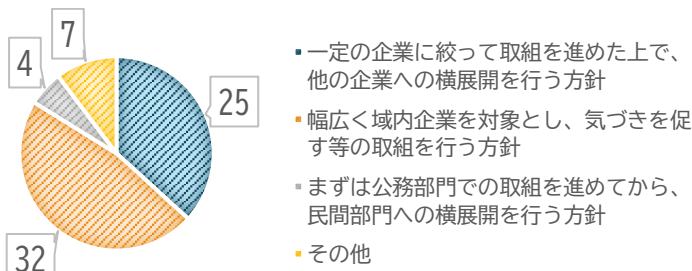 7
4
25
32
一定の企業に絞って取組を進めた上で、
他の企業への横展開を行う方針
幅広く域内企業を対象とし、気づきを促
す等の取組を行う方針
まずは公務部門での取組を進めてから、
民間部門への横展開を行う方針
その他